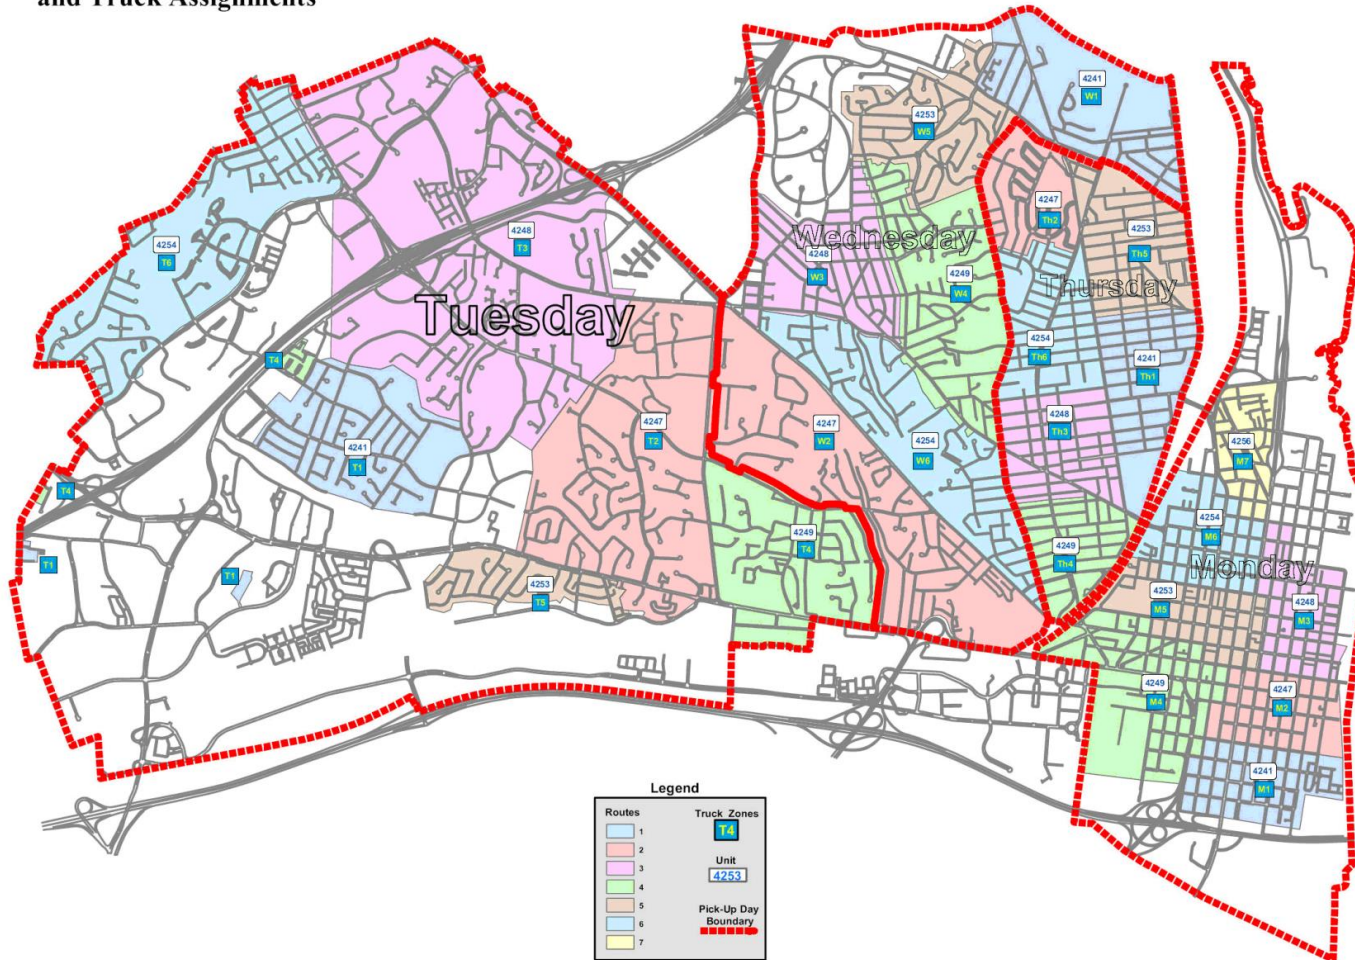 and Truck Assignments
4241
W1
4253
W5
4247
Th2
4253
Th5
4254
T6
4248
T3
Wednesday
4248
W3
4249
W4
Thursday
Tuesday
T4
4254
Th6
4241
Th1
4241
T1
4247
T2
4247
W2
4254
W6
4248
Th3
4256
M7
T4
4249
T4
4249
Th4
4254
M6
Monday
T1
T1
4253
T5
4253
M5
4248
M3
4249
M4
4247
M2
4241
M1
Legend
Routes
1
2
3
4
5
6
7
Truck Zones
T4
Unit
4253
Pick-Up Day
Boundary